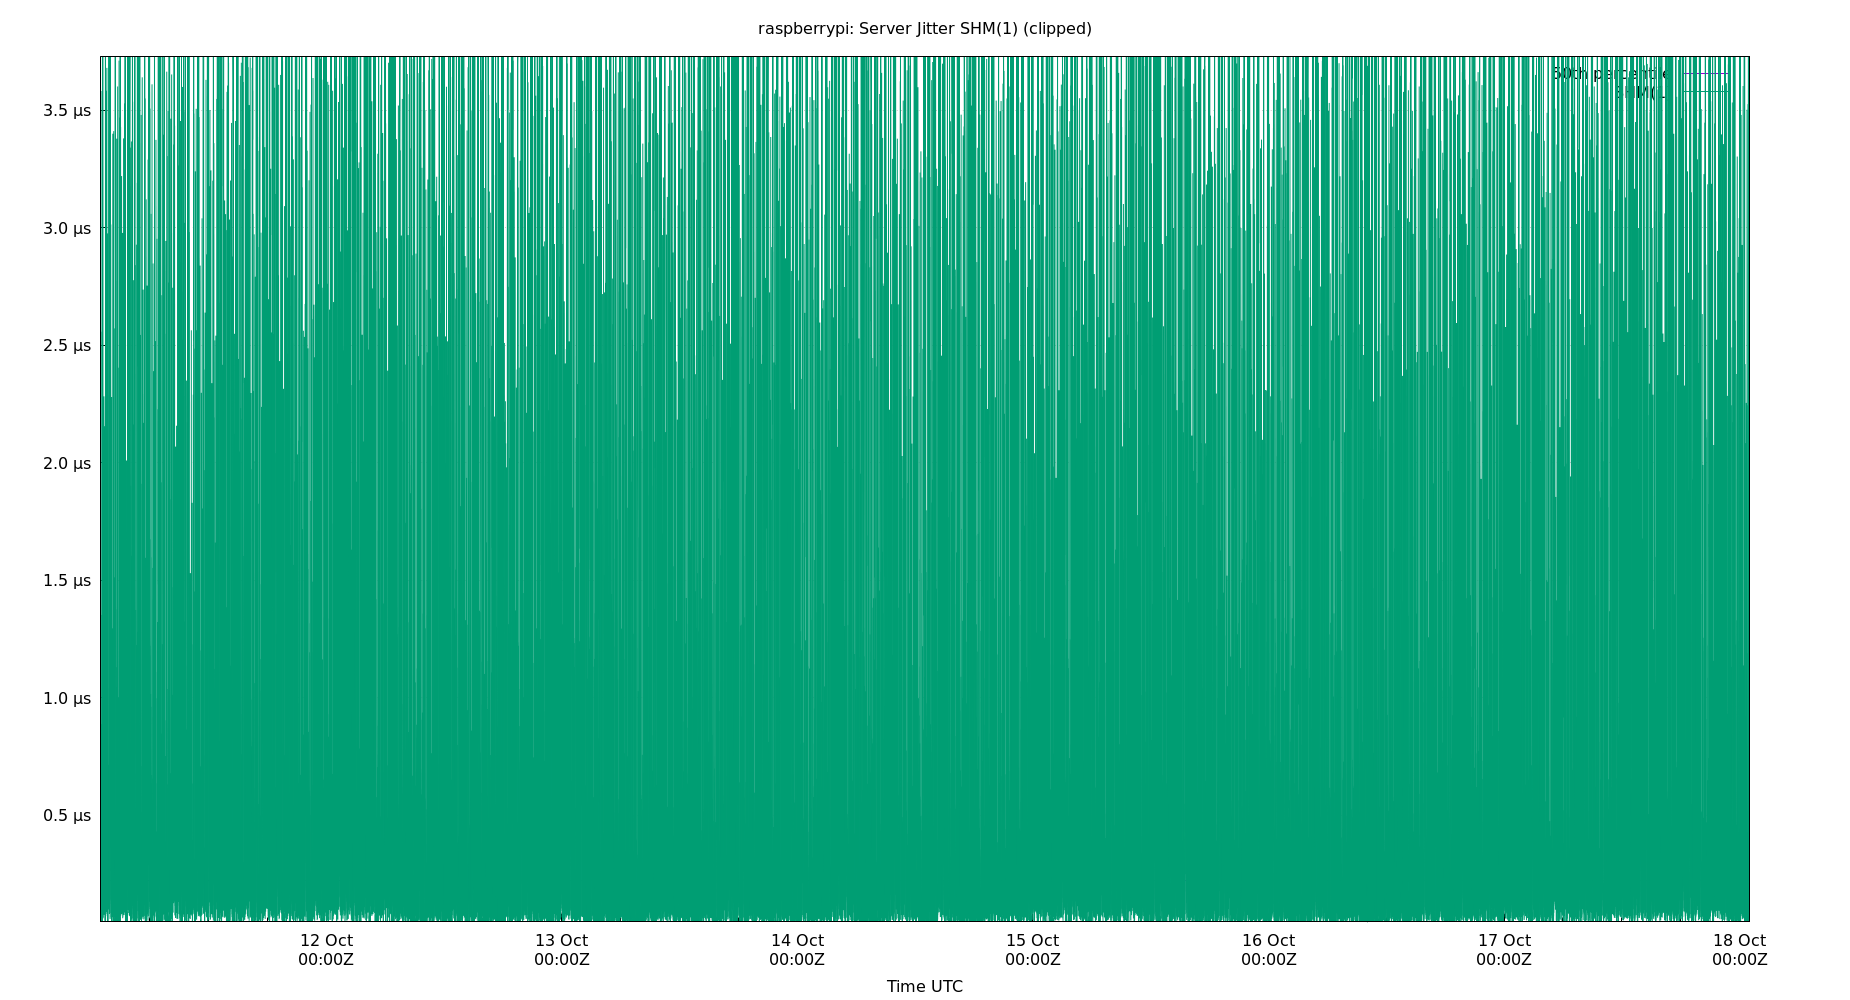 raspberrypi: Server Jitter SHM(1) (clipped)
percentile
3.5 µs
3.0 µs
2.5 µs
2.0 µs
1.5 µs
1.0 µs
0.5 µs
12 Oct 13 Oct 14 Oct 15 Oct 16 Oct 17 Oct 18 Oct
00:00Z 00:00Z 00:00Z 00:00Z 00:00Z 00:00Z 00:00Z
Time UTC